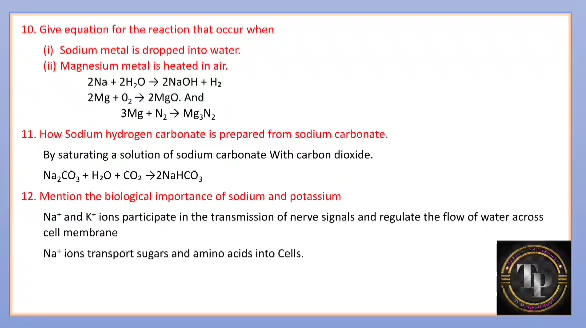 10. Give equation for the reaction that occur when
(i) Sodium metal is dropped into water.
(ii) Magnesium metal is heated in air.
2Na + 2H₂O → 2NaOH + H₂
2Mg + 0₂ → 2MgO. And
3Mg + N₂ → Mg₃N₂
11. How Sodium hydrogen carbonate is prepared from sodium carbonate.
By saturating a solution of sodium carbonate With carbon dioxide.
Na₂CO₃ + H₂O + CO₂ →2NaHCO₃
12. Mention the biological importance of sodium and potassium
Na⁺ and K⁺ ions participate in the transmission of nerve signals and regulate the flow of water across
cell membrane
Na⁺ ions transport sugars and amino acids into Cells.